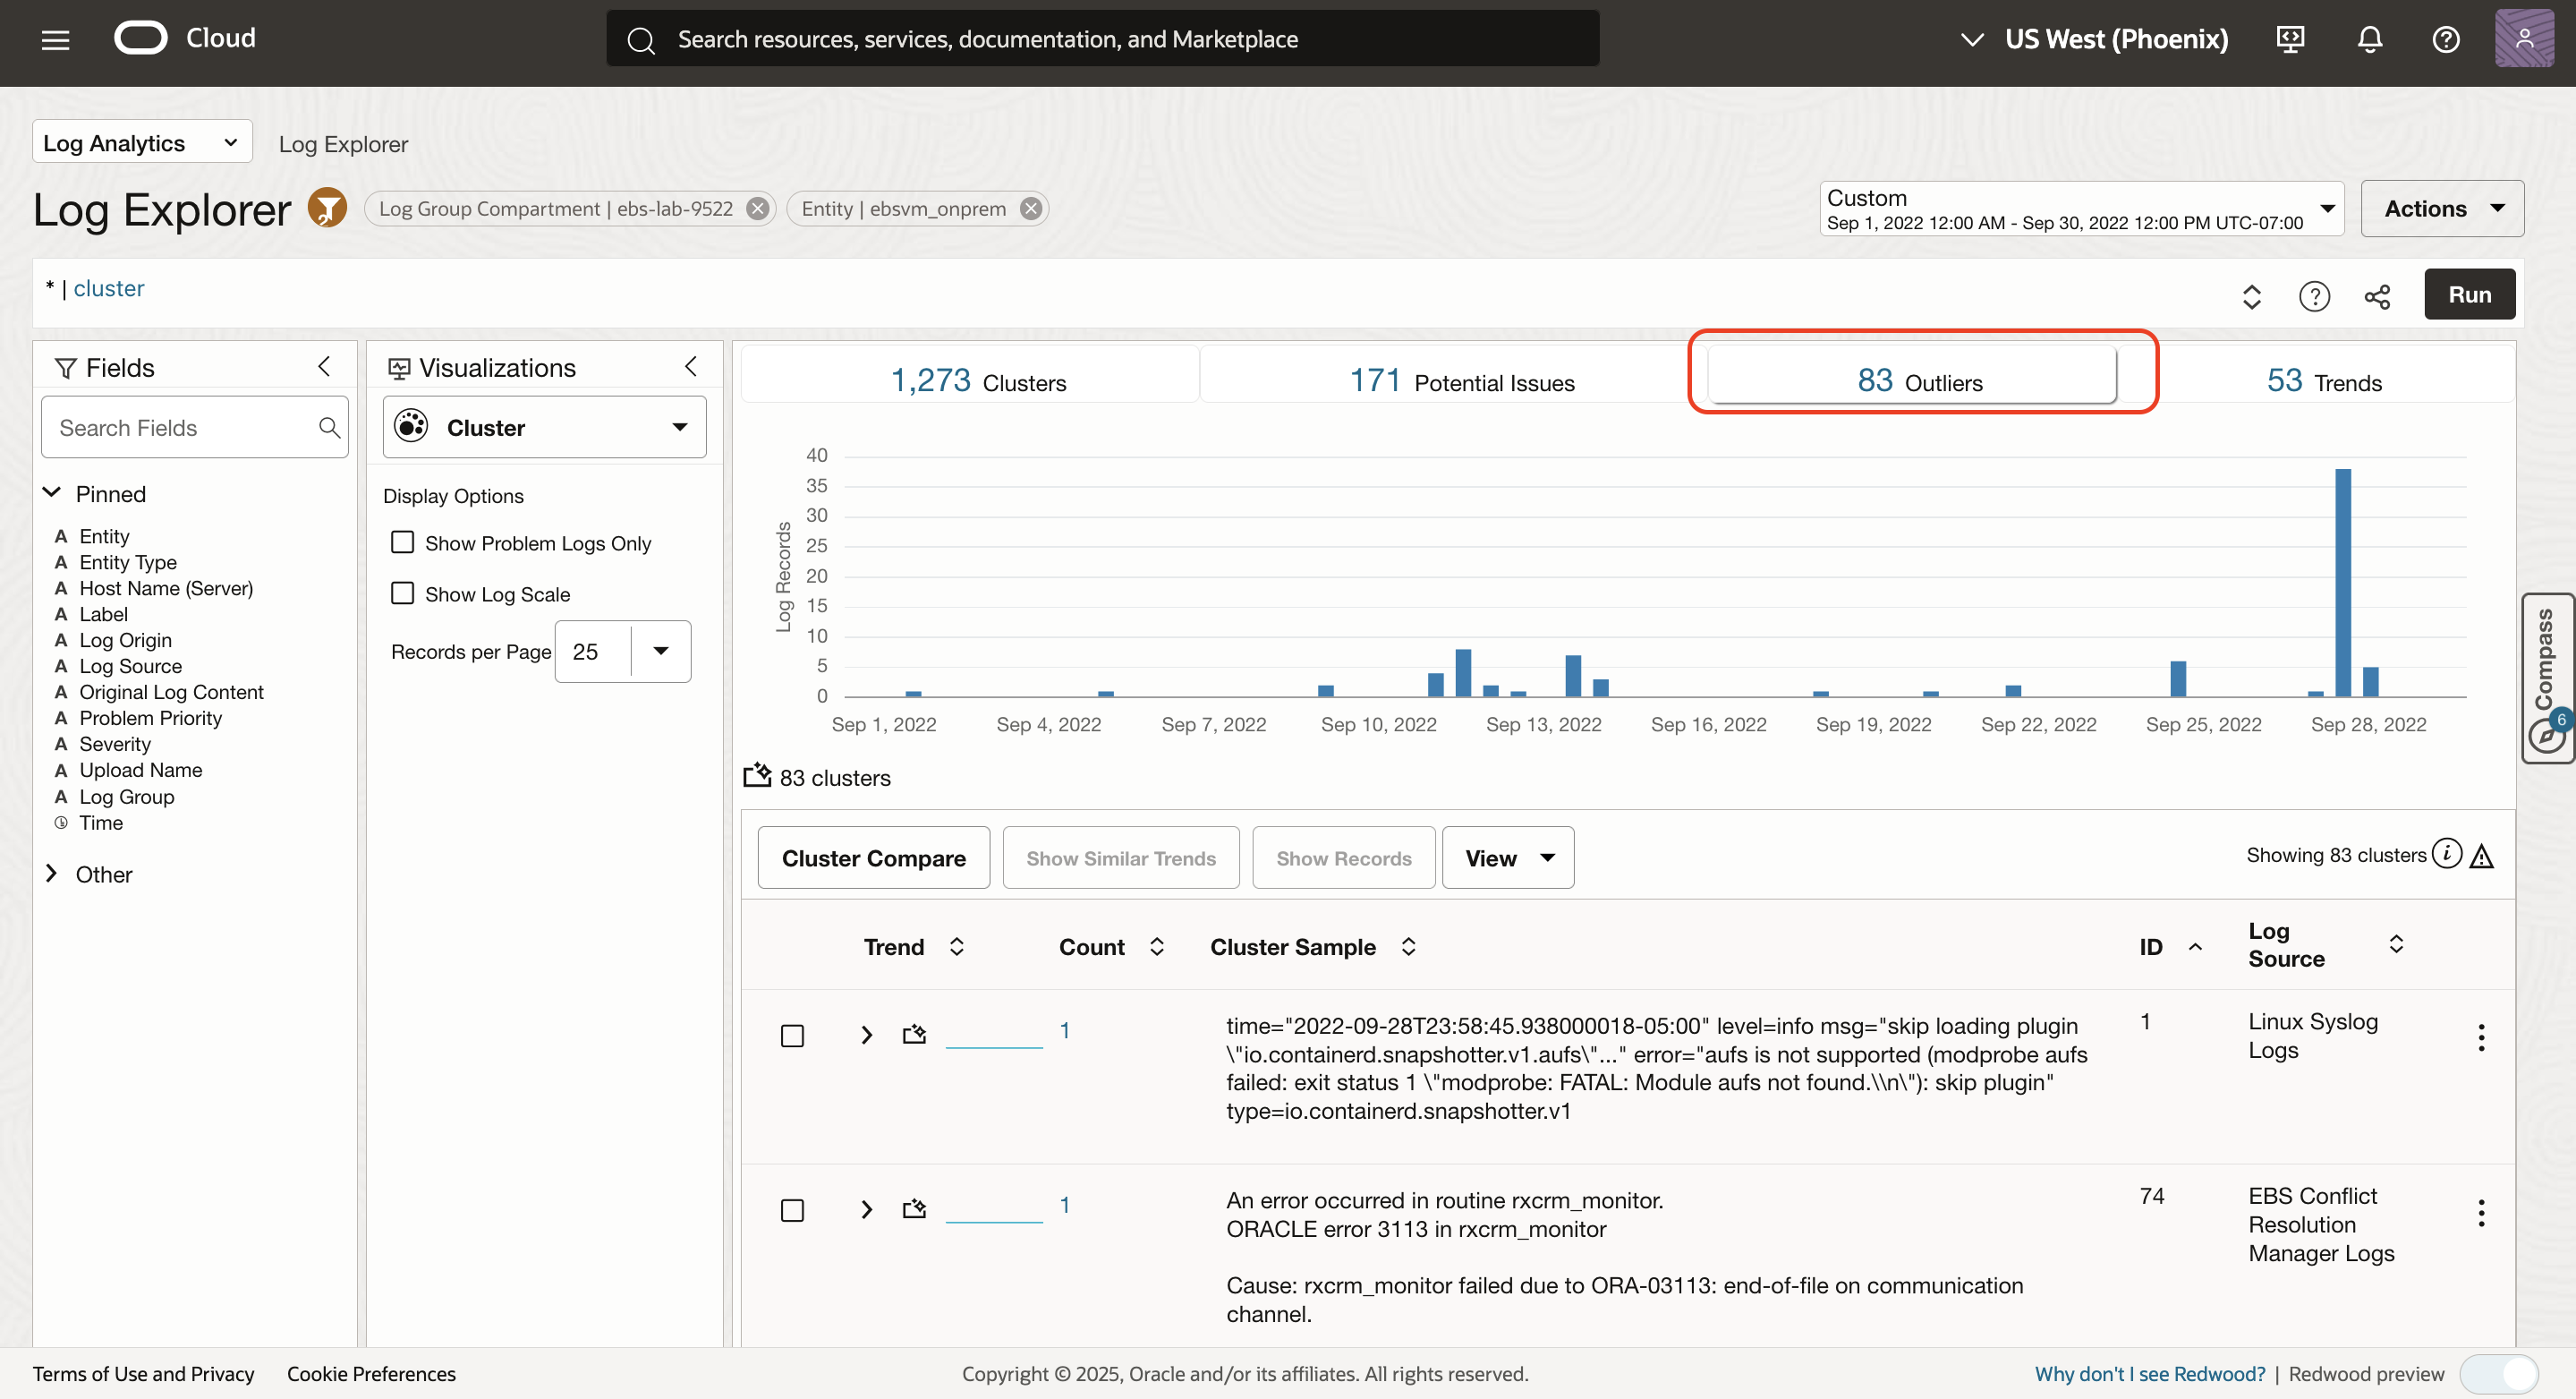 Cloud
Search resources, services, documentation, and Marketplace
US West (Phoenix)
Log Analytics
Log Explorer
Log Explorer
2
Log Group Compartment | ebs-lab-9522
Entity | ebsvm_onprem
Custom
Sep 1, 2022 12:00 AM - Sep 30, 2022 12:00 PM UTC-07:00
Actions
* | cluster
Run
Fields
Search Fields
Pinned
A Entity
A Entity Type
A Host Name (Server)
A Label
A Log Origin
A Log Source
A Original Log Content
A Problem Priority
A Severity
A Upload Name
A Log Group
Time
Other
Visualizations
Cluster
Display Options
Show Problem Logs Only
Show Log Scale
Records per Page 25
1,273 Clusters
171 Potential Issues
83 Outliers
53 Trends
Log Records
40
35
30
25
20
15
10
5
0
Sep 1, 2022
Sep 4, 2022
Sep 7, 2022
Sep 10, 2022
Sep 13, 2022
Sep 16, 2022
Sep 19, 2022
Sep 22, 2022
Sep 25, 2022
Sep 28, 2022
Compass
6
83 clusters
Cluster Compare
Show Similar Trends
Show Records
View
Showing 83 clusters
Trend
Count
Cluster Sample
ID
Log
Source
1
time="2022-09-28T23:58:45.938000018-05:00" level=info msg="skip loading plugin
\"io.containerd.snapshotter.v1.aufs\"..." error="aufs is not supported (modprobe aufs
failed: exit status 1 \"modprobe: FATAL: Module aufs not found.\\n\"): skip plugin"
type=io.containerd.snapshotter.v1
1
Linux Syslog
Logs
1
An error occurred in routine rxcrm_monitor.
ORACLE error 3113 in rxcrm_monitor
Cause: rxcrm_monitor failed due to ORA-03113: end-of-file on communication
channel.
74
EBS Conflict
Resolution
Manager Logs
Terms of Use and Privacy
Cookie Preferences
Copyright © 2025, Oracle and/or its affiliates. All rights reserved.
Why don't I see Redwood? | Redwood preview